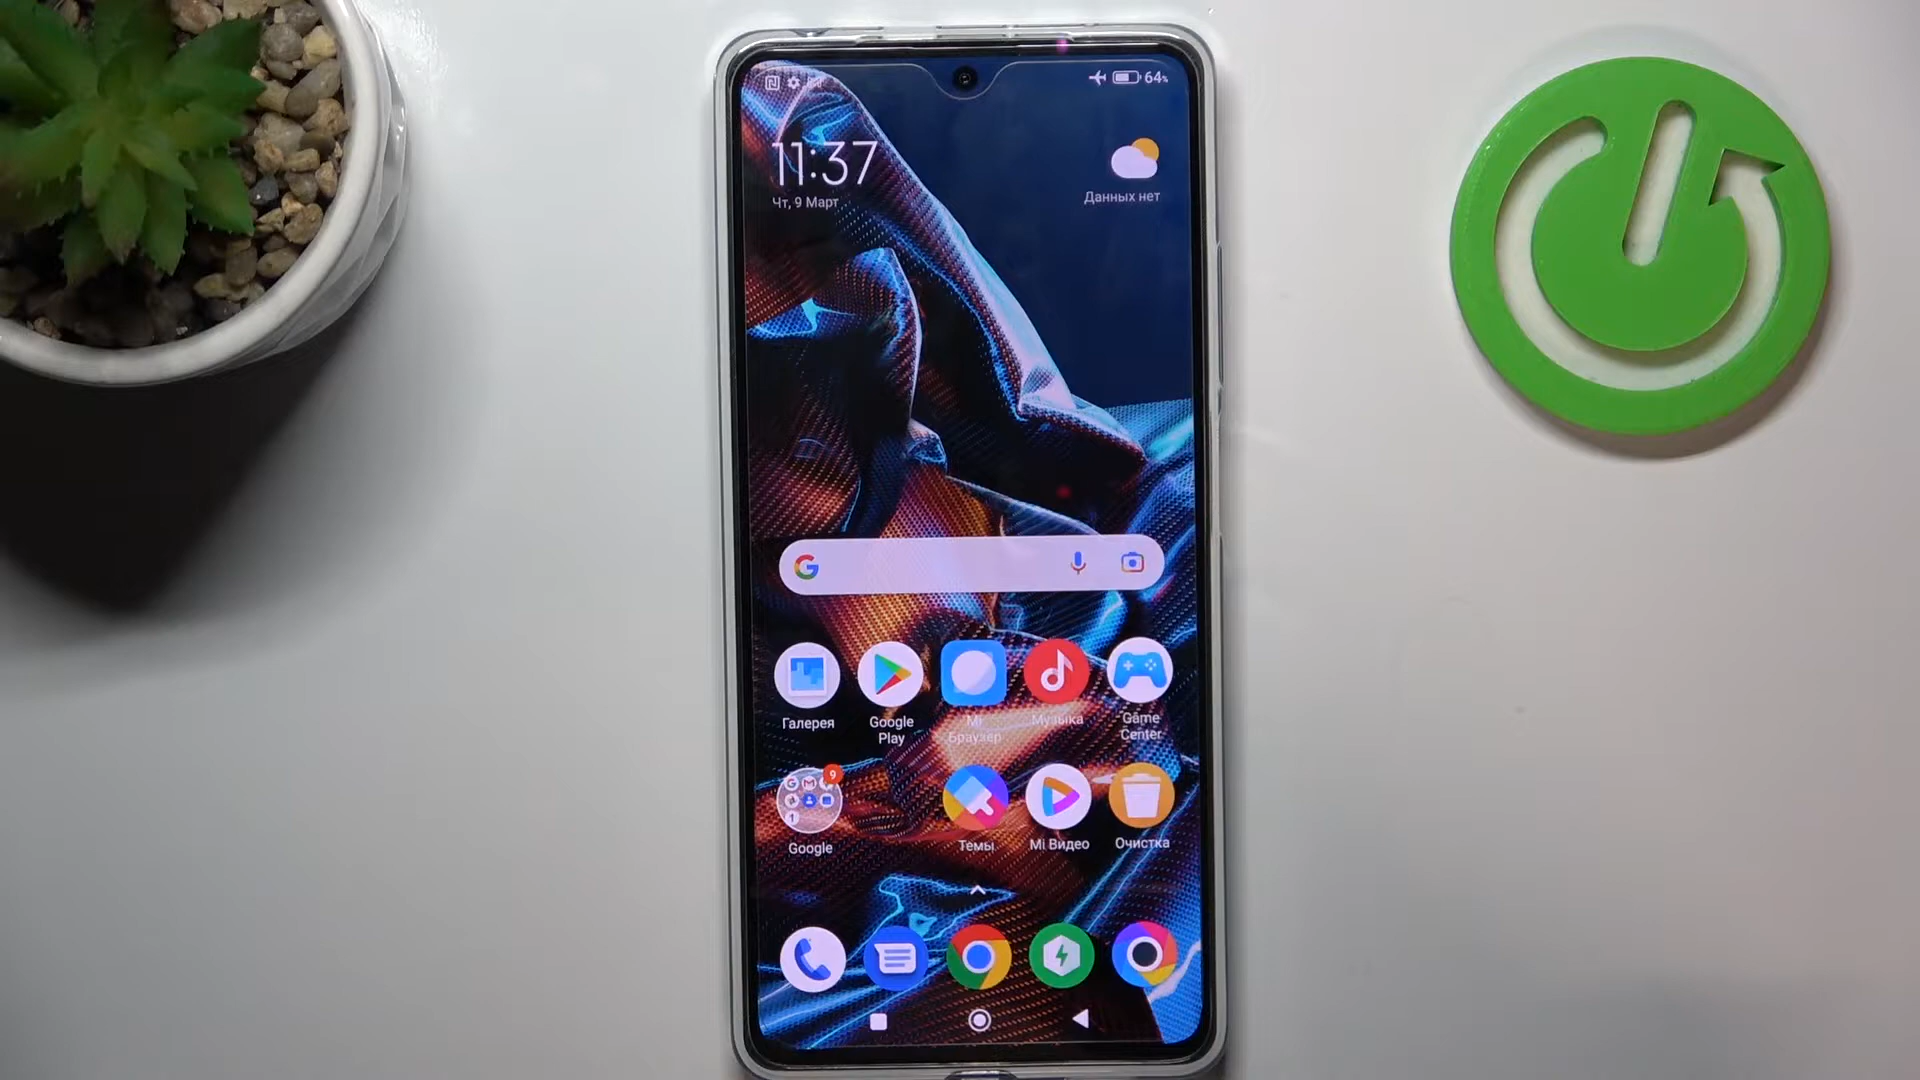 64%
11:37
Чт, 9 Март
Данных нет
Галерея
Google
Play
Mi
Браузер
Музыка
Game
Center
9
1
Google
Темы
Mi Видео
Очистка